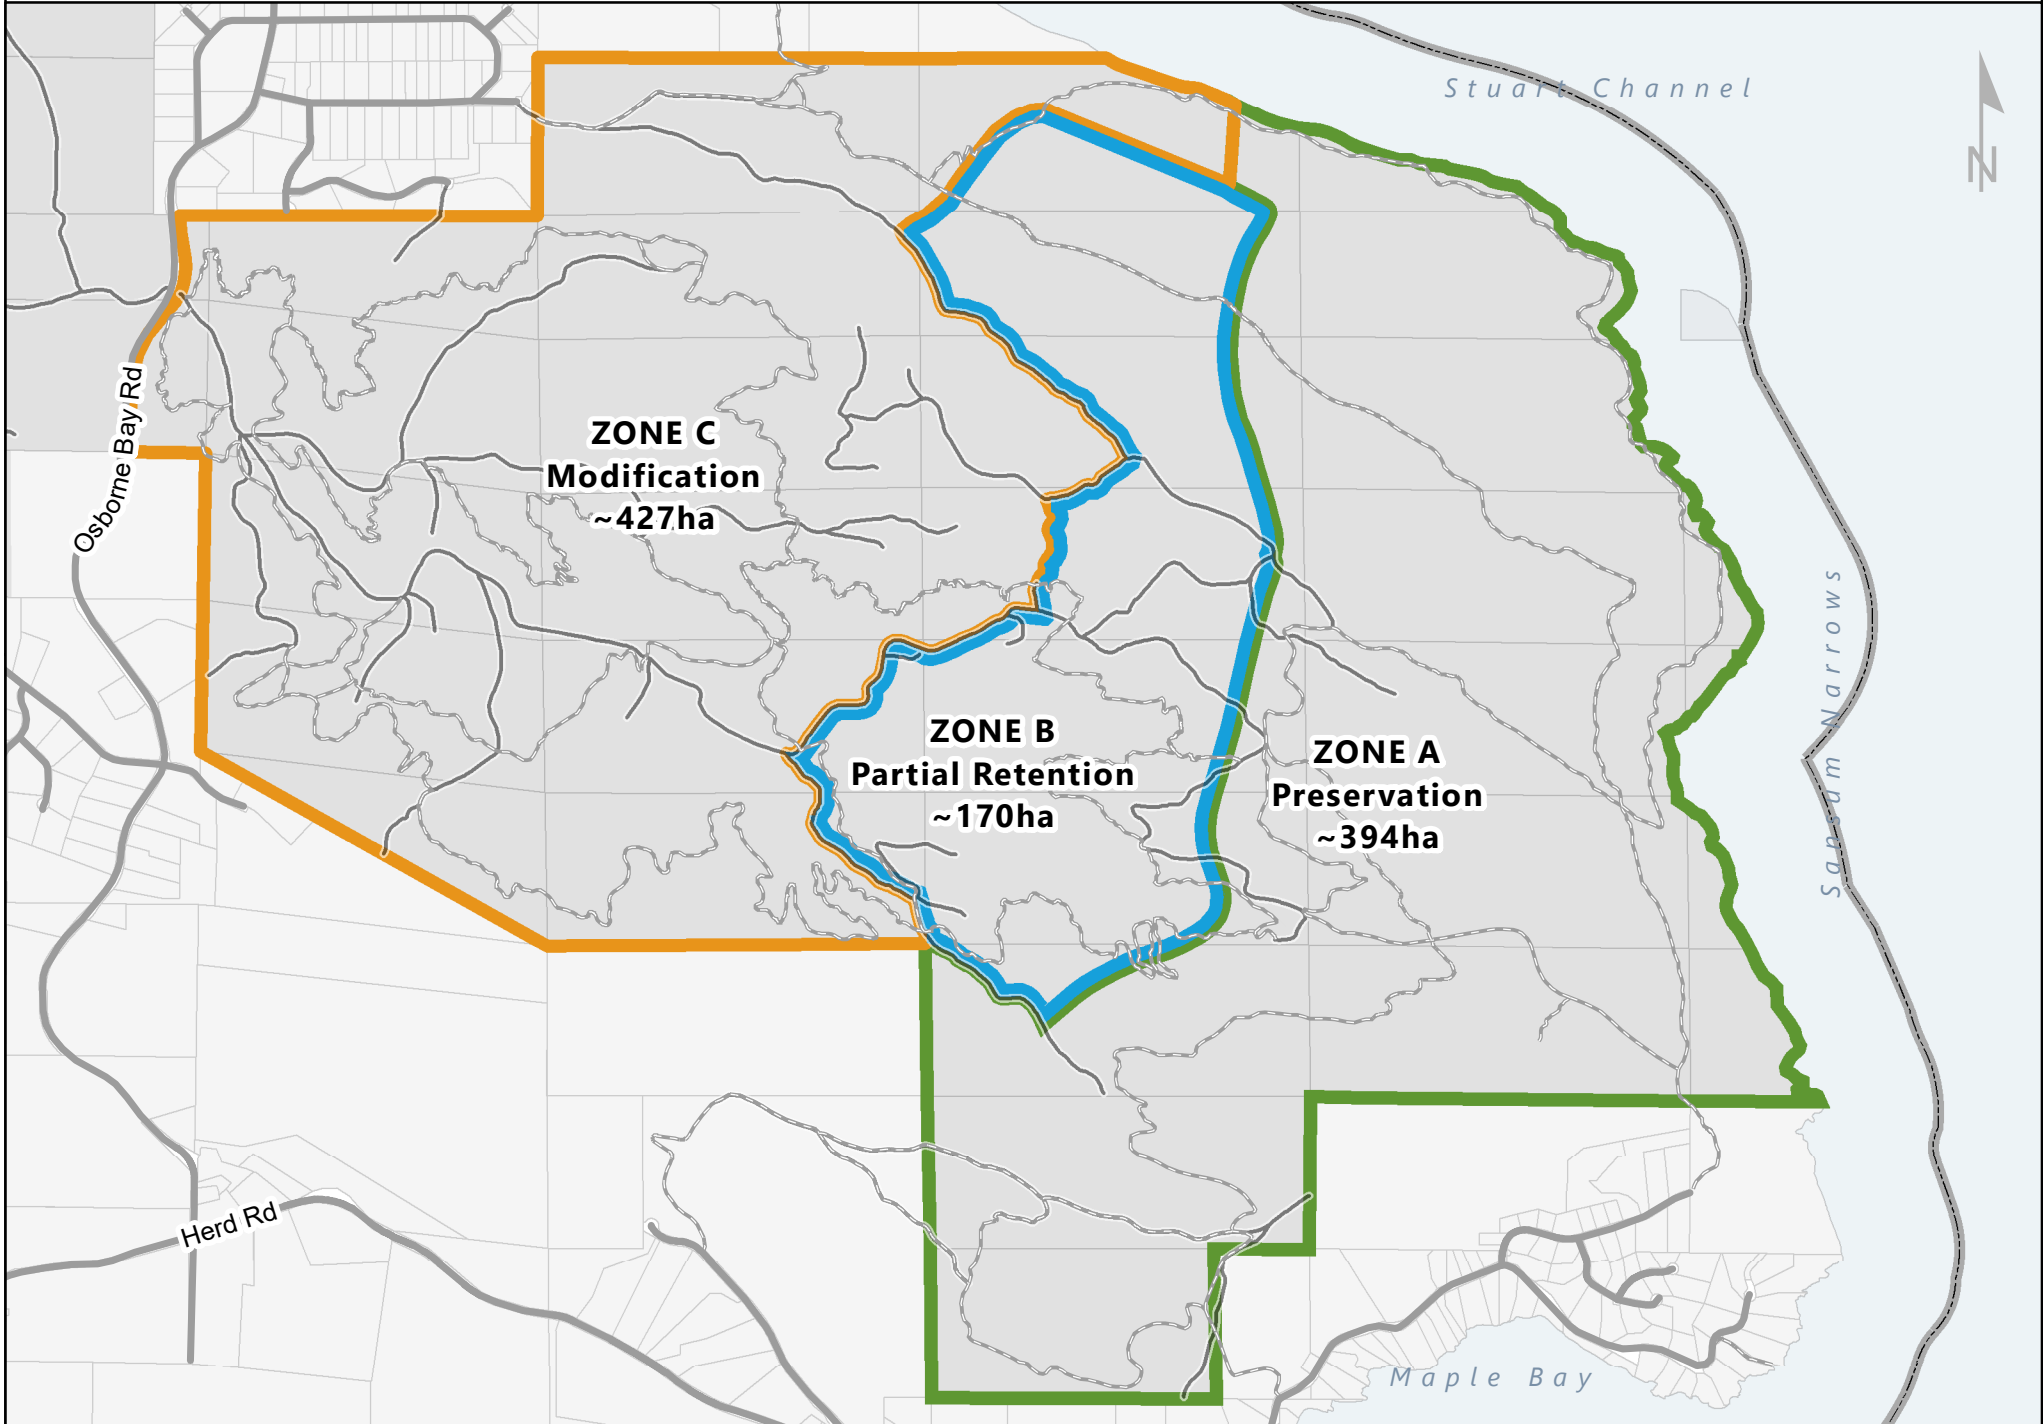 Stuart Channel
N
Osborne Bay Rd
ZONE C
Modification
~427ha
Sansum Narrows
ZONE B
Partial Retention
~170ha
ZONE A
Preservation
~394ha
Herd Rd
Maple Bay